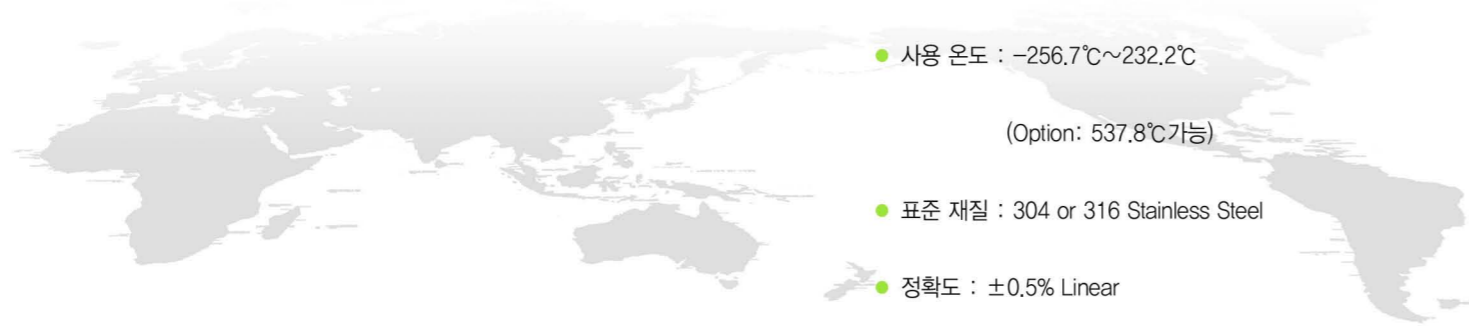 ● 사용 온도 : -256.7℃~232.2℃
(Option: 537.8℃가능)
● 표준 재질 : 304 or 316 Stainless Steel
● 정확도 : ±0.5% Linear